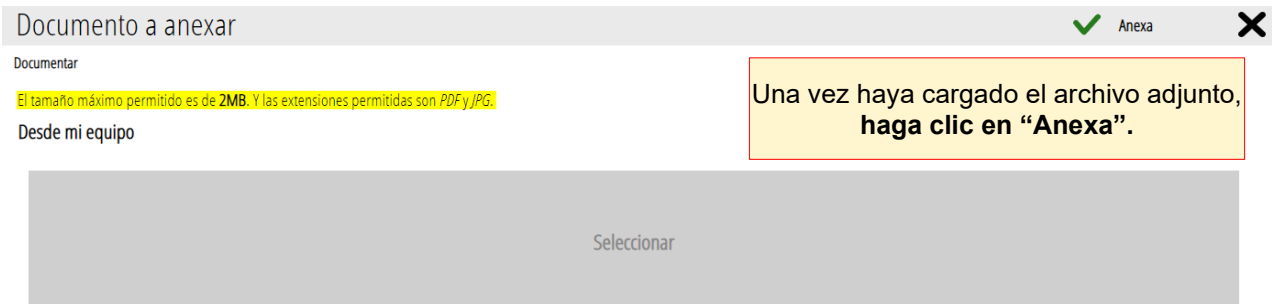 Documento a anexar
Anexa
Documentar
El tamaño máximo permitido es de 2MB. Y las extensiones permitidas son PDF y JPG.
Desde mi equipo
Una vez haya cargado el archivo adjunto,
haga clic en “Anexa”.
Seleccionar